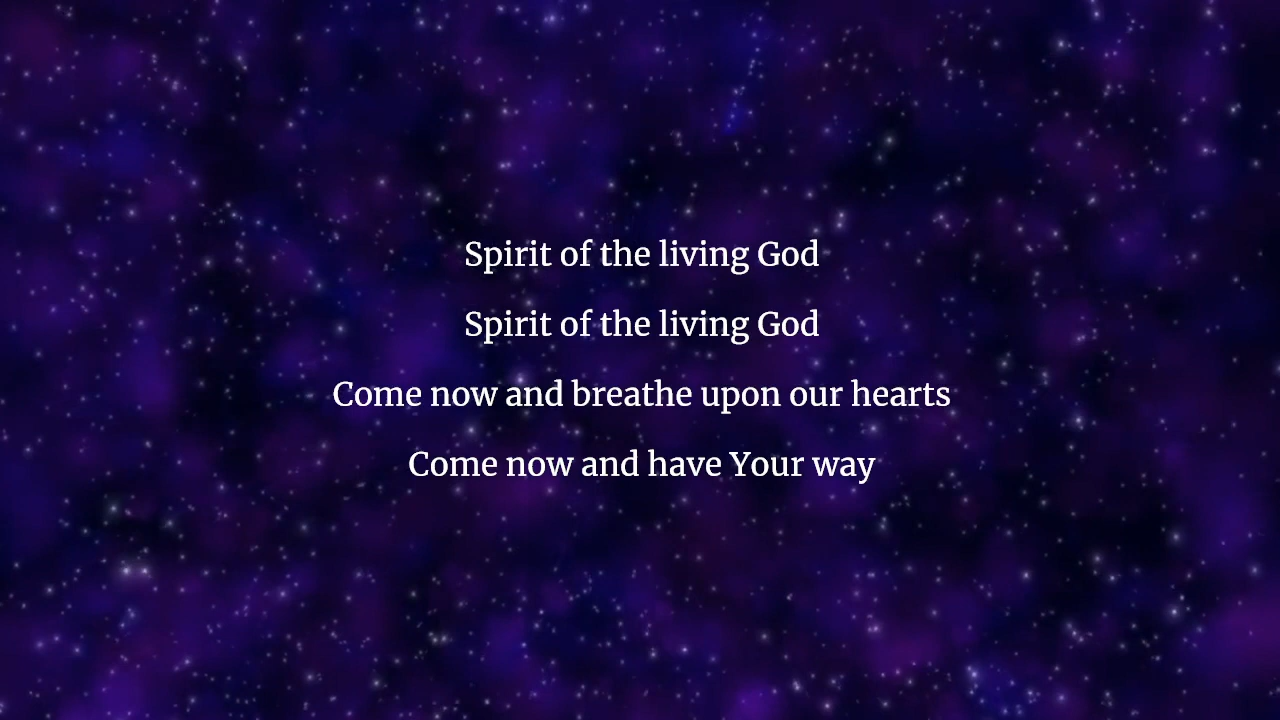 Spirit of the living God
Spirit of the living God
Come now and breathe upon our hearts
Come now and have Your way